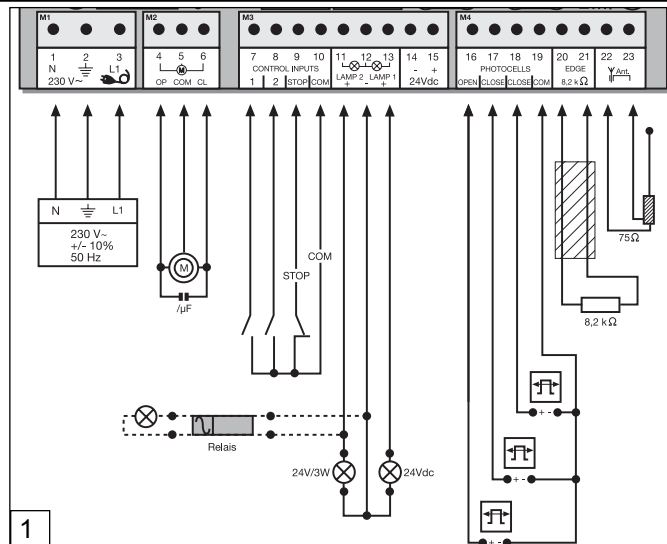 M1 M2 M3 M4
1 2 3 4 5 6 7 8 9 10 11 12 13 14 15 16 17 18 19 20 21 22 23
N L1 M CONTROL INPUTS - + PHOTOCELLS EDGE Ant.
230 V~ OP COM CL 1 2 STOP COM LAMP 2 LAMP 1 24Vdc OPEN CLOSE CLOSE COM 8,2 kΩ
+ - +
N L1
230 V~
+/- 10%
50 Hz
M
/µF
COM
STOP
75Ω
8,2 kΩ
+ -
Relais
24V/3W 24Vdc
+ -
+ -
1